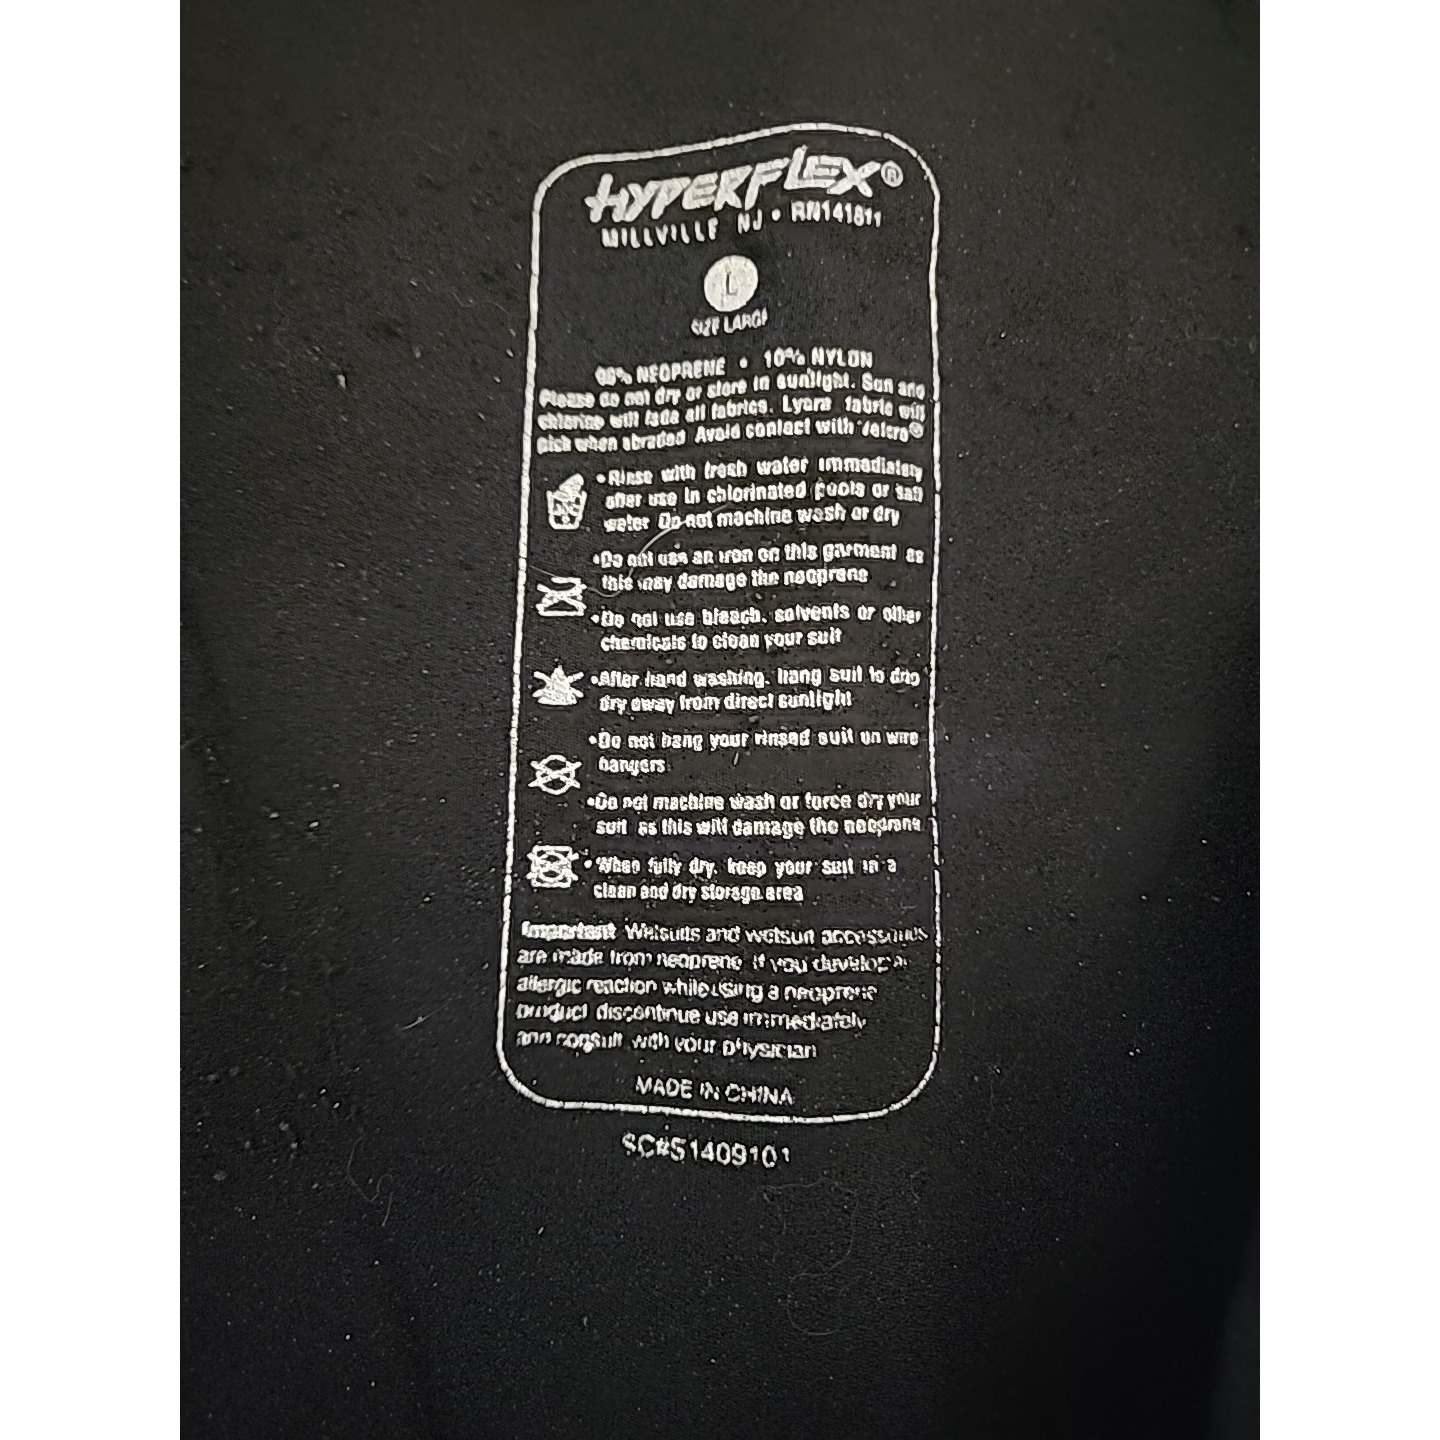 HYPERFLEX®
MILLVILLE NJ • RN141811
L
SIZE LARGE
90% NEOPRENE • 10% NYLON
Please do not dry or store in sunlight. Sun and
chlorine will fade all fabrics. Lycra fabric will
pick when abraded Avoid contact with Velcro®
•Rinse with fresh water immediately
after use in chlorinated pools or salt
water Do not machine wash or dry
•Do not use an iron on this garment as
this may damage the neoprene
•Do not use bleach, solvents or other
chemicals to clean your suit
•After hand washing, hang suit to drip
dry away from direct sunlight
•Do not hang your rinsed suit on wire
hangers
•Do not machine wash or force dry your
suit as this will damage the neoprene
•When fully dry, keep your suit in a
clean and dry storage area
Important Wetsuits and wetsuit accessories
are made from neoprene If you develop an
allergic reaction while using a neoprene
product discontinue use immediately
and consult with your physician
MADE IN CHINA
SC#51409101